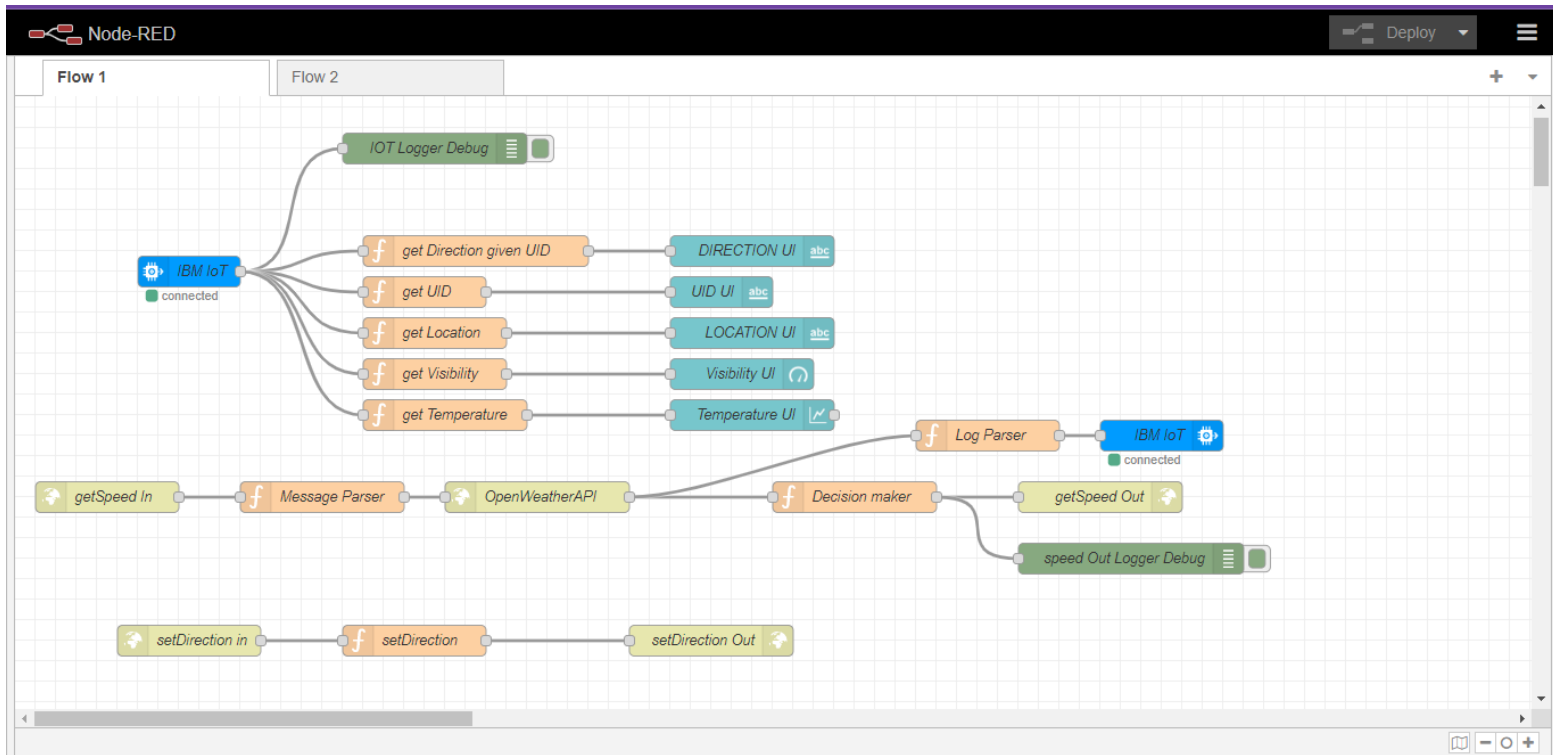 Node-RED
Deploy
Flow 1
Flow 2
IOT Logger Debug
get Direction given UID
DIRECTION UI
abc
IBM IoT
connected
get UID
UID UI
abc
get Location
LOCATION UI
abc
get Visibility
Visibility UI
get Temperature
Temperature UI
Log Parser
IBM IoT
connected
getSpeed In
Message Parser
OpenWeatherAPI
Decision maker
getSpeed Out
speed Out Logger Debug
setDirection in
setDirection
setDirection Out